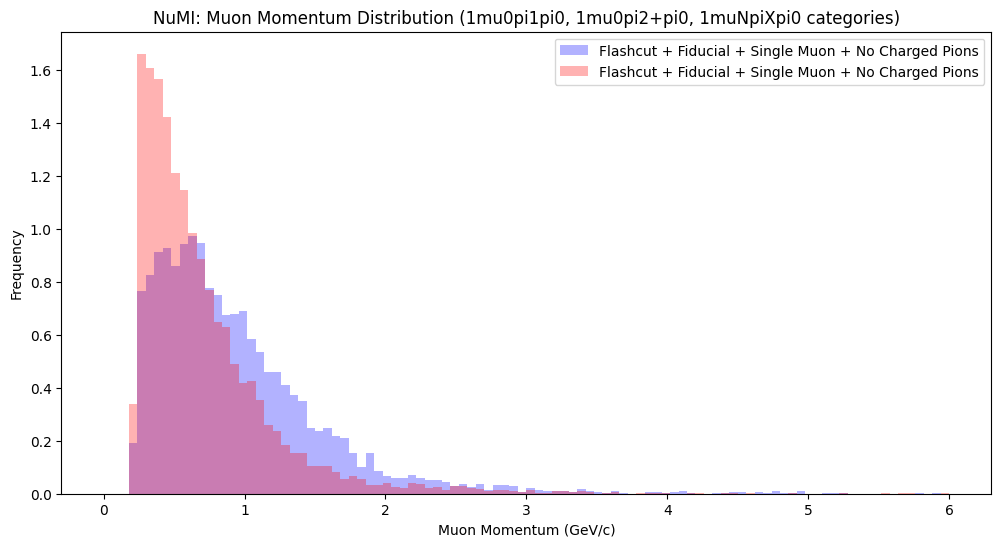 NuMI: Muon Momentum Distribution (1mu0pi1pi0, 1mu0pi2+pi0, 1muNpiXpi0 categories)
Flashcut + Fiducial + Single Muon + No Charged Pions
Flashcut + Fiducial + Single Muon + No Charged Pions
Frequency
1.6
1.4
1.2
1.0
0.8
0.6
0.4
0.2
0.0
0 1 2 3 4 5 6
Muon Momentum (GeV/c)